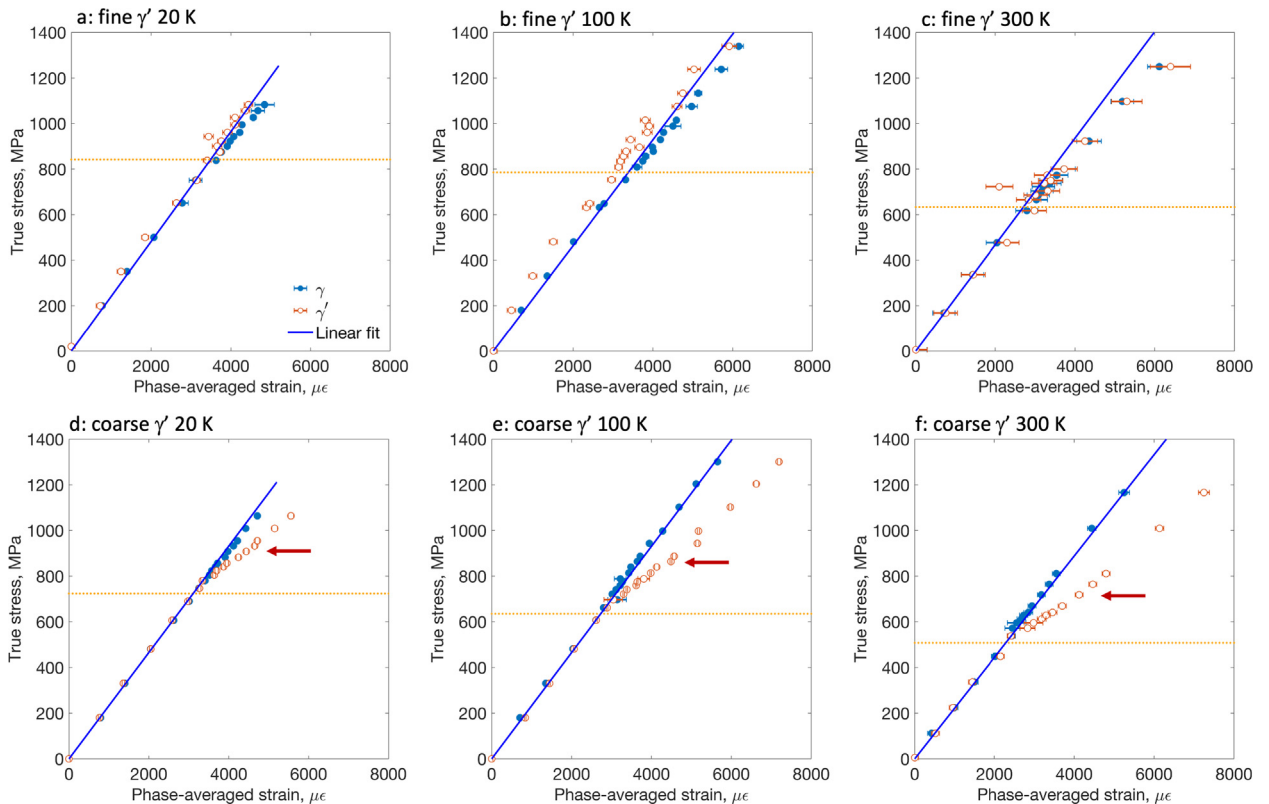 a: fine γ’ 20 K
1400
1200
1000
800
600
400
200
0
True stress, MPa
γ
γ′
Linear fit
0 2000 4000 6000 8000
Phase-averaged strain, μϵ
b: fine γ’ 100 K
1400
1200
1000
800
600
400
200
0
True stress, MPa
0 2000 4000 6000 8000
Phase-averaged strain, μϵ
c: fine γ’ 300 K
1400
1200
1000
800
600
400
200
0
True stress, MPa
0 2000 4000 6000 8000
Phase-averaged strain, μϵ
d: coarse γ’ 20 K
1400
1200
1000
800
600
400
200
0
True stress, MPa
0 2000 4000 6000 8000
Phase-averaged strain, μϵ
e: coarse γ’ 100 K
1400
1200
1000
800
600
400
200
0
True stress, MPa
0 2000 4000 6000 8000
Phase-averaged strain, μϵ
f: coarse γ’ 300 K
1400
1200
1000
800
600
400
200
0
True stress, MPa
0 2000 4000 6000 8000
Phase-averaged strain, μϵ